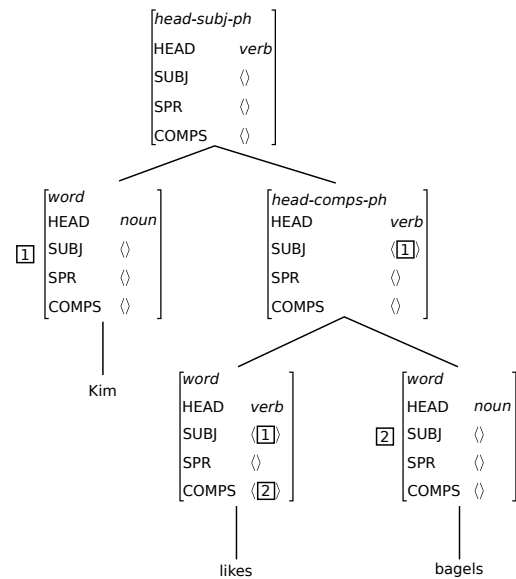 head-subj-ph
HEAD verb
SUBJ ⟨⟩
SPR ⟨⟩
COMPS ⟨⟩
1
word
HEAD noun
SUBJ ⟨⟩
SPR ⟨⟩
COMPS ⟨⟩
Kim
head-comps-ph
HEAD verb
SUBJ ⟨1⟩
SPR ⟨⟩
COMPS ⟨⟩
word
HEAD verb
SUBJ ⟨1⟩
SPR ⟨⟩
COMPS ⟨2⟩
likes
2
word
HEAD noun
SUBJ ⟨⟩
SPR ⟨⟩
COMPS ⟨⟩
bagels